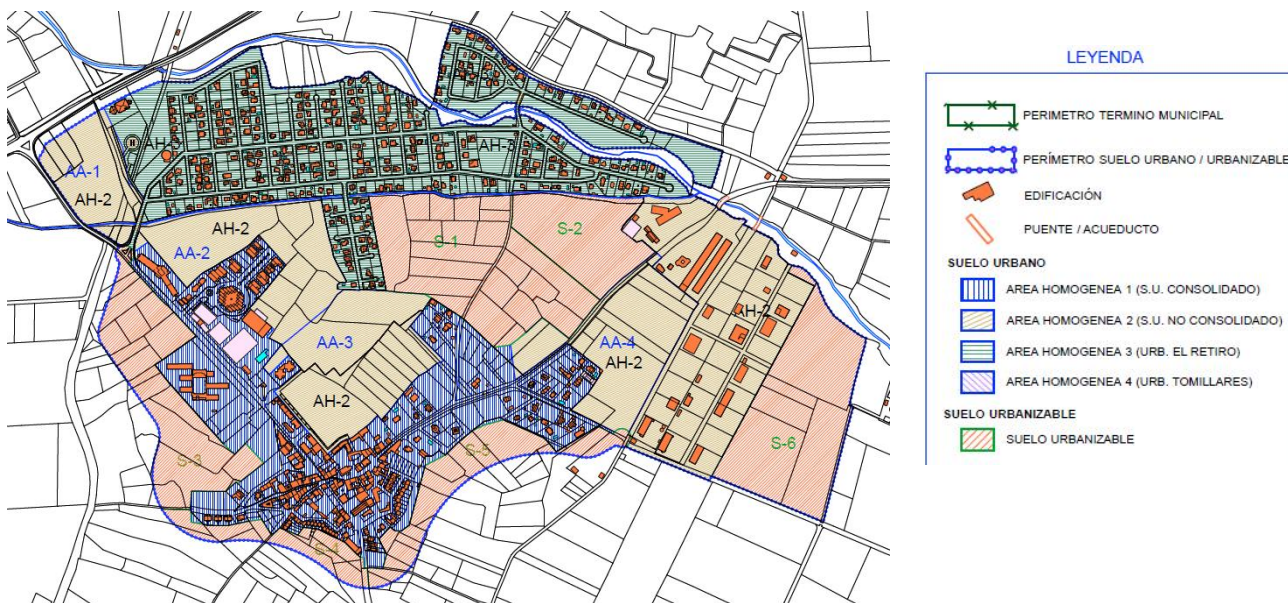 AA-1
AH-2
AH-3
AH-3
AH-2
AA-2
S-1
S-2
AH-2
AA-3
AH-2
AA-4
AH-2
S-3
S-5
S-6
S-4
H
LEYENDA
PERIMETRO TERMINO MUNICIPAL
PERÍMETRO SUELO URBANO / URBANIZABLE
EDIFICACIÓN
PUENTE / ACUEDUCTO
SUELO URBANO
AREA HOMOGENEA 1 (S.U. CONSOLIDADO)
AREA HOMOGENEA 2 (S.U. NO CONSOLIDADO)
AREA HOMOGENEA 3 (URB. EL RETIRO)
AREA HOMOGENEA 4 (URB. TOMILLARES)
SUELO URBANIZABLE
SUELO URBANIZABLE